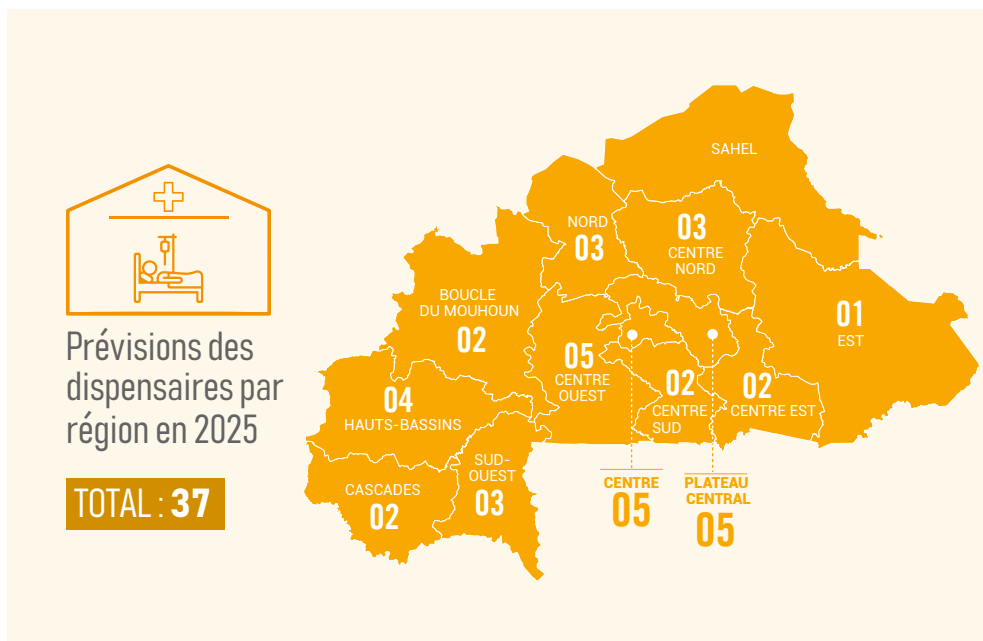 Prévisions des
dispensaires par
région en 2025
TOTAL : 37
SAHEL
NORD
03
03
CENTRE
NORD
BOUCLE
DU MOUHOUN
02
01
EST
05
CENTRE
OUEST
02
CENTRE
SUD
02
CENTRE EST
04
HAUTS-BASSINS
SUD-
OUEST
03
CASCADES
02
CENTRE
05
PLATEAU
CENTRAL
05